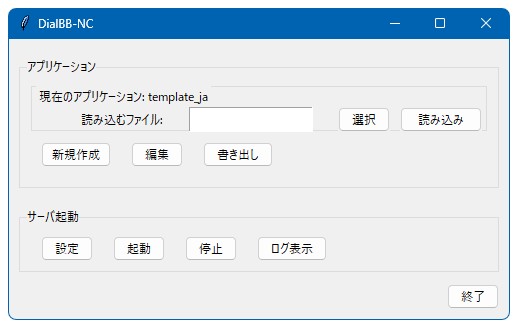 DialBB-NC
アプリケーション
現在のアプリケーション: template_ja
読み込むファイル: 選択 読み込み
新規作成 編集 書き出し
サーバ起動
設定 起動 停止 ログ表示
終了